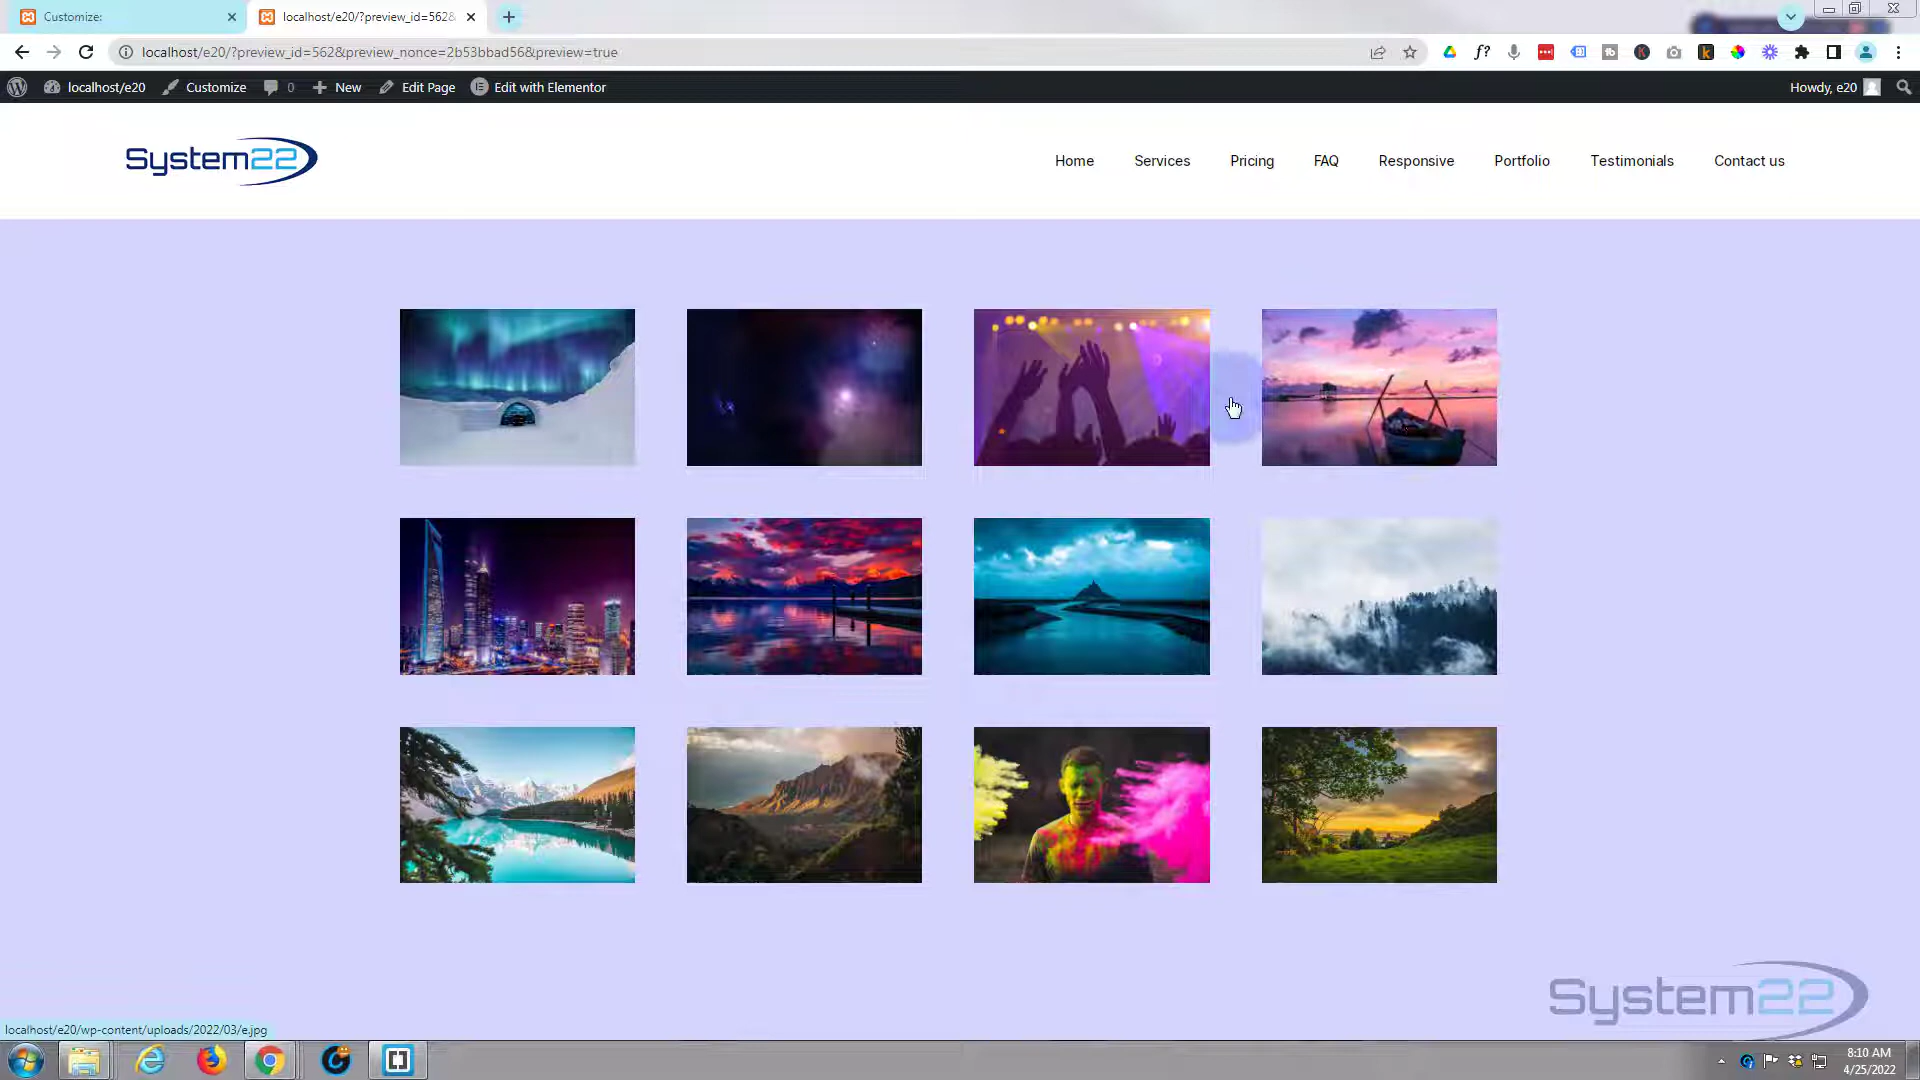 Customize:
localhost/e20/?preview_id=562&
localhost/e20/?preview_id=562&preview_nonce=2b53bbad56&preview=true
localhost/e20 Customize 0 New Edit Page Edit with Elementor Howdy, e20
System22 Home Services Pricing FAQ Responsive Portfolio Testimonials Contact us
System22
localhost/e20/wp-content/uploads/2022/03/e.jpg
8:10 AM
4/25/2022